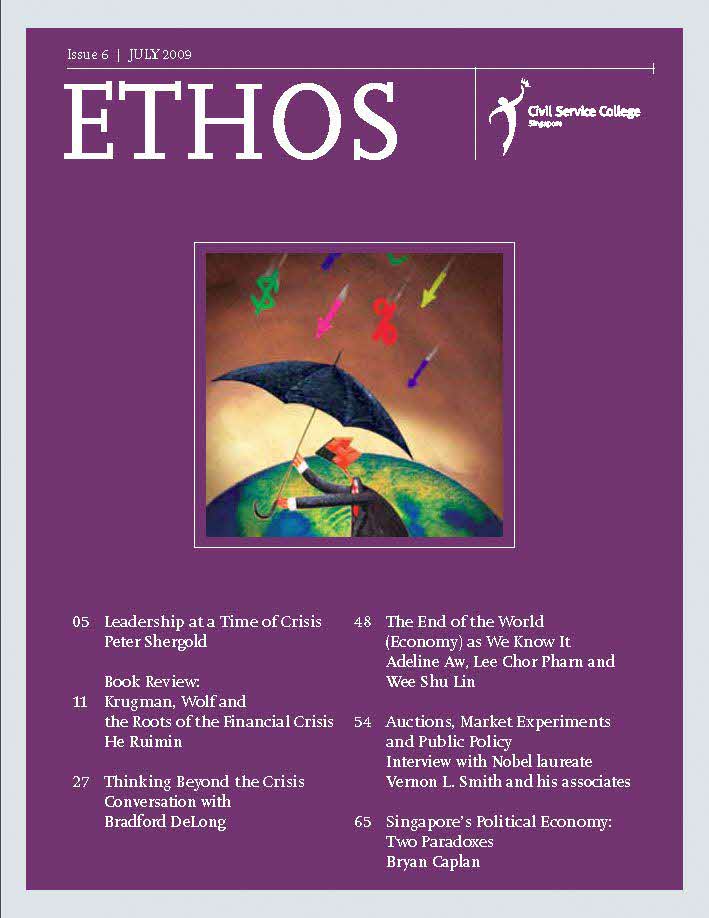 Issue 6 | JULY 2009
ETHOS
Civil Service College
Singapore
$
%
05 Leadership at a Time of Crisis
Peter Shergold
Book Review:
11 Krugman, Wolf and
the Roots of the Financial Crisis
He Ruimin
27 Thinking Beyond the Crisis
Conversation with
Bradford DeLong
48 The End of the World
(Economy) as We Know It
Adeline Aw, Lee Chor Pharn and
Wee Shu Lin
54 Auctions, Market Experiments
and Public Policy
Interview with Nobel laureate
Vernon L. Smith and his associates
65 Singapore's Political Economy:
Two Paradoxes
Bryan Caplan